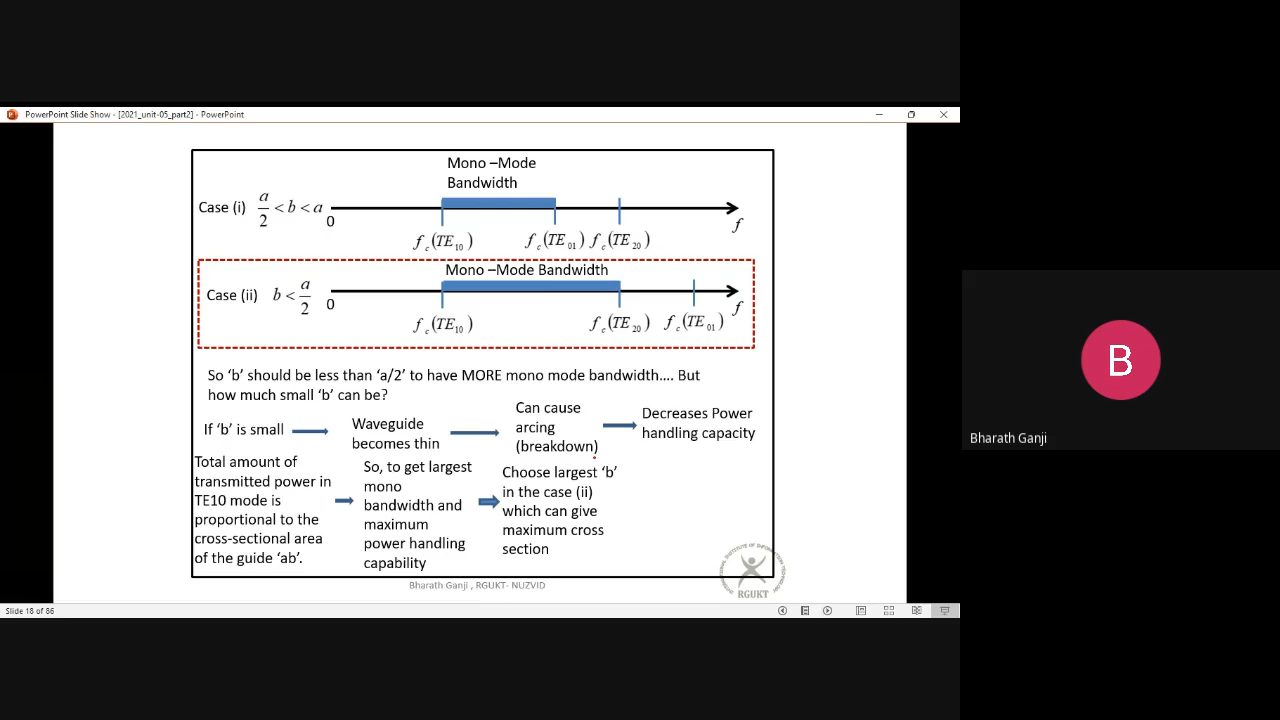 PowerPoint Slide Show - [2021_unit-05_part2] - PowerPoint
Mono –Mode
Bandwidth
Case (i) a/2 < b < a
0
f
f_c(TE_10) f_c(TE_01) f_c(TE_20)
Mono –Mode Bandwidth
Case (ii) b < a/2
0
f
f_c(TE_10) f_c(TE_20) f_c(TE_01)
So ‘b’ should be less than ‘a/2’ to have MORE mono mode bandwidth.... But
how much small ‘b’ can be?
If ‘b’ is small
Waveguide
becomes thin
Can cause
arcing
(breakdown)
Decreases Power
handling capacity
Total amount of
transmitted power in
TE10 mode is
proportional to the
cross-sectional area
of the guide ‘ab’.
So, to get largest
mono
bandwidth and
maximum
power handling
capability
Choose largest ‘b’
in the case (ii)
which can give
maximum cross
section
RGUKT
Bharath Ganji , RGUKT- NUZVID
Slide 18 of 86
B
Bharath Ganji